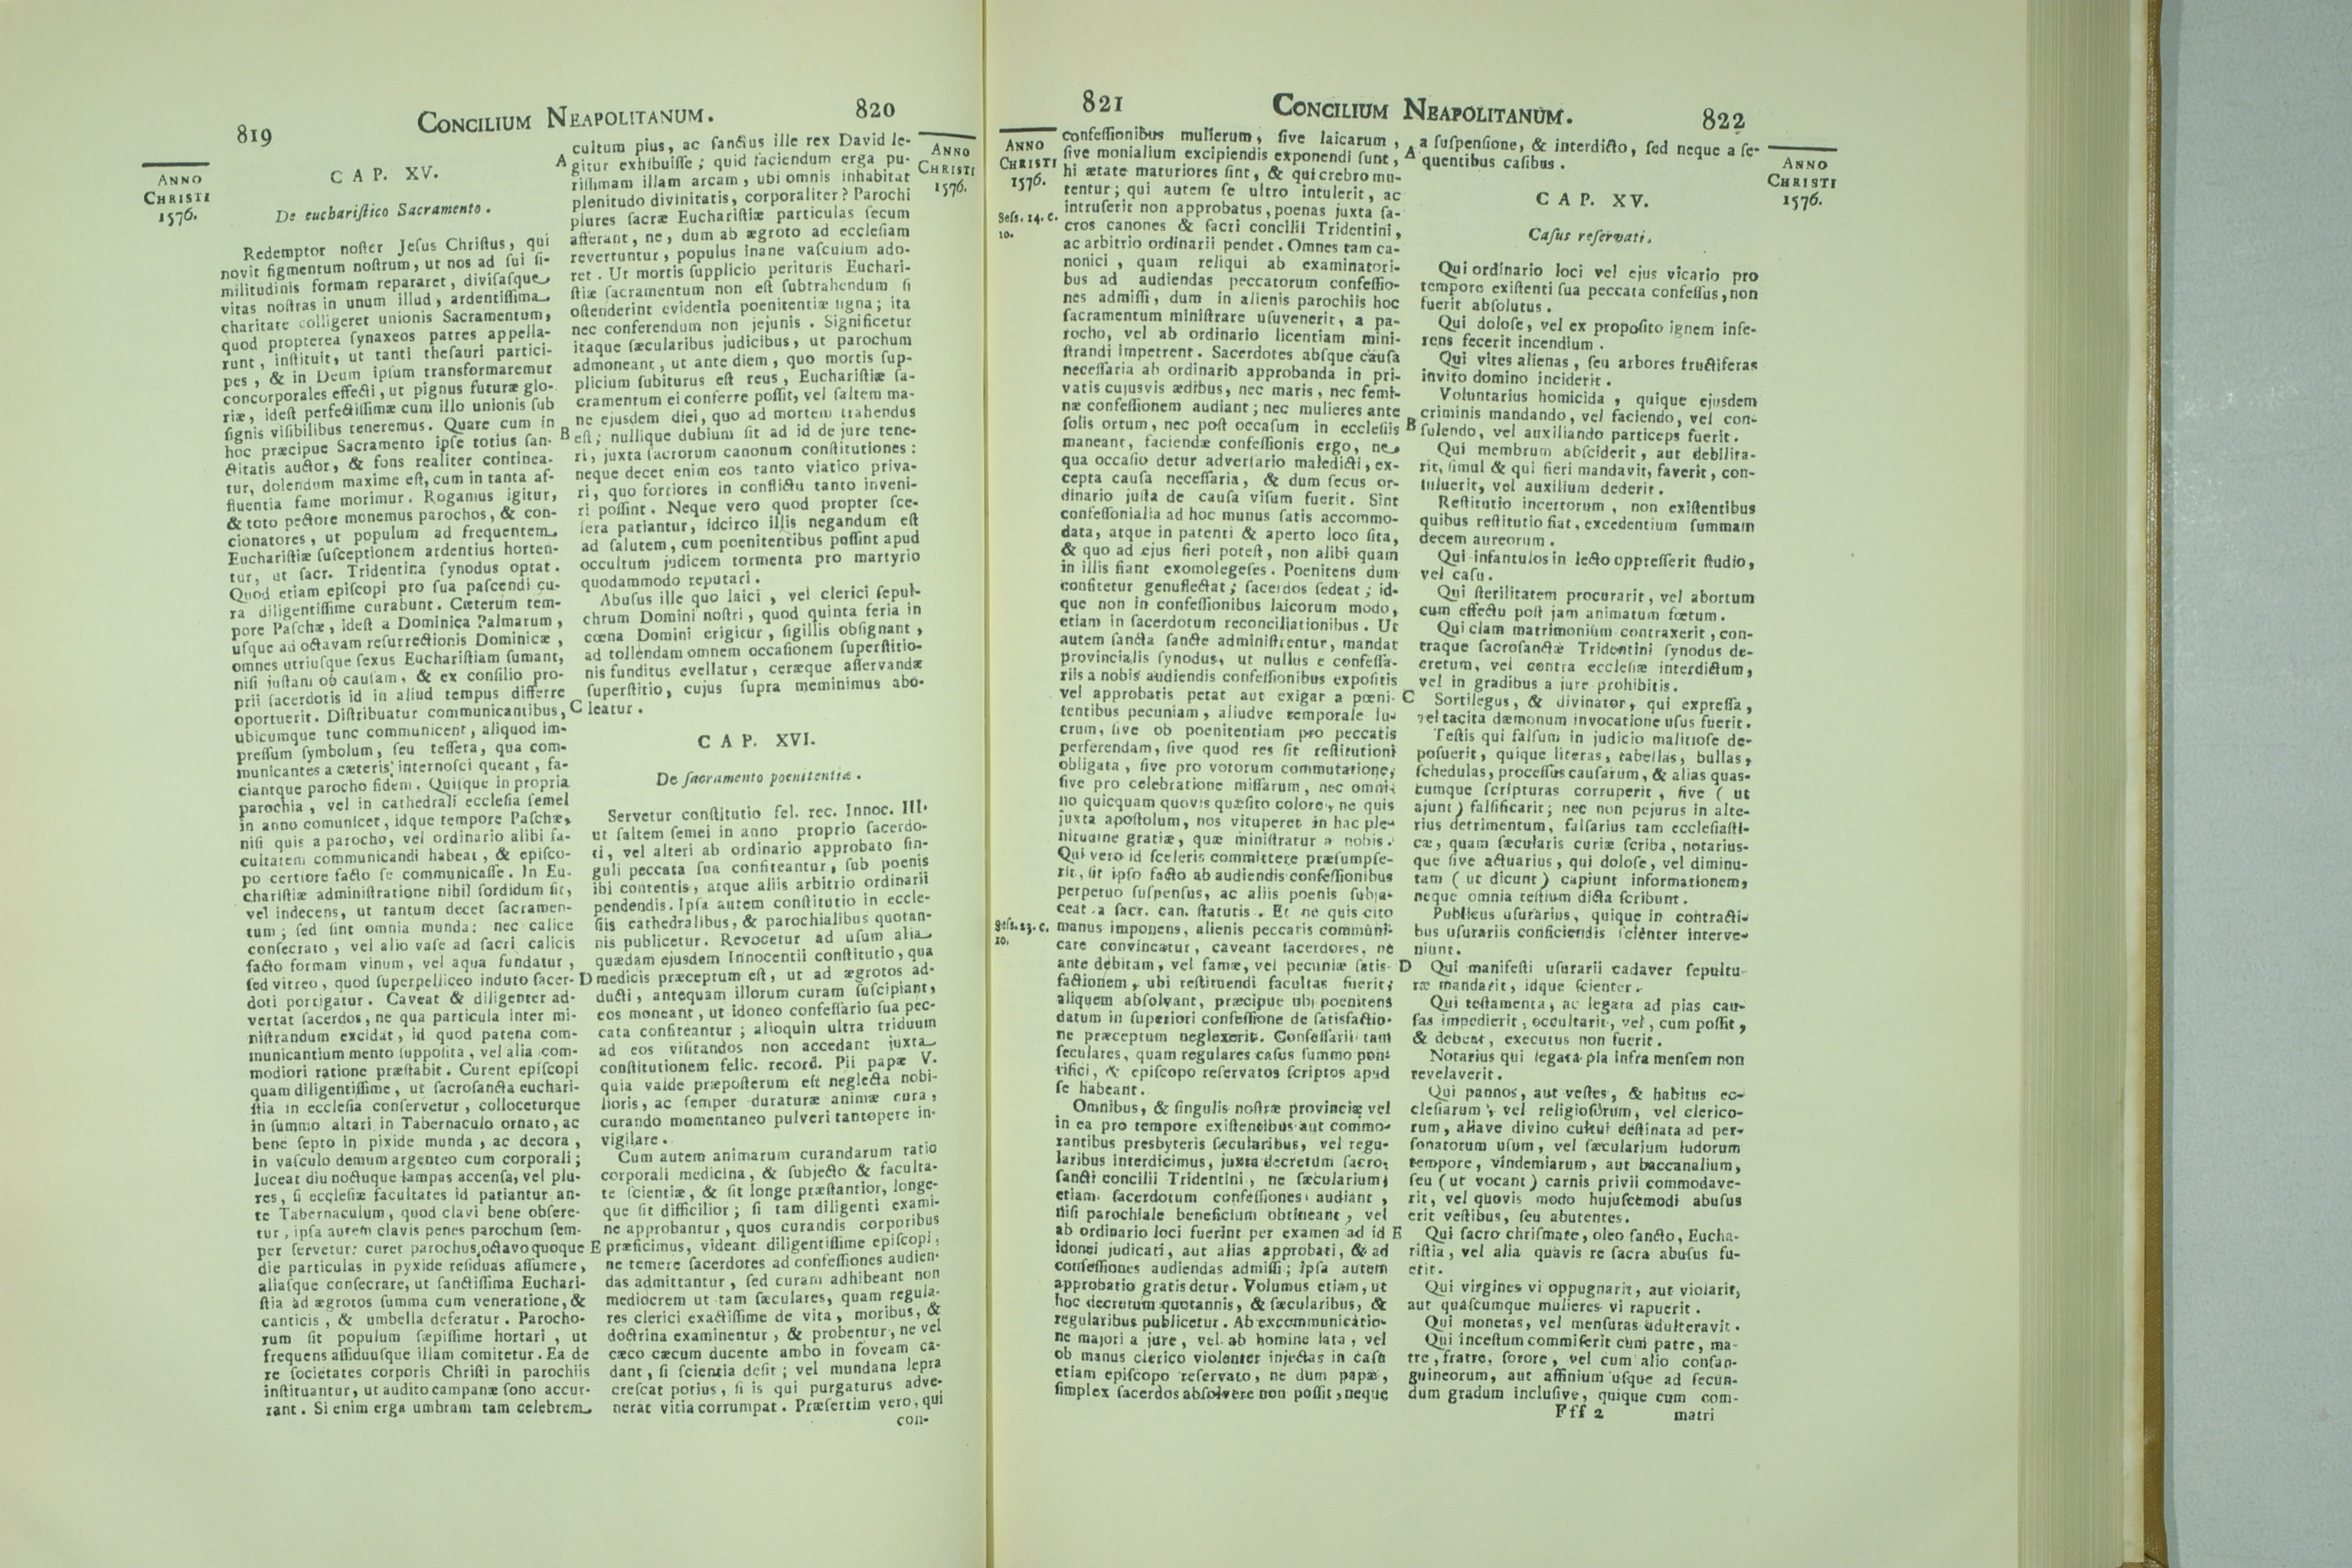 819
CONCILIUM NEAPOLITANUM.
820
ANNO
CHRISTI
1576.
CAP. XV.
De euchariſtico Sacramento.
Redemptor noſter Jeſus Chriſtus, qui
novit figmentum noſtrum, ut nos ad ſui ſi-
militudinis formam repararet, diviſaſque
vitas noſtras in unum illud, ardentiſſima
charitate colligeret unionis Sacramentum,
quod propterea ſynaxeos patres appella-
runt, inſtituit, ut tanti theſauri partici-
pes, & in Deum ipſum transformaremur
concorporales effecti, ut pignus futuræ glo-
riæ, ideſt perfectiſſimæ cum illo unionis ſub
ſignis viſibilibus teneremus. Quare cum in
hoc præcipue Sacramento ipſe totius ſan-
ctitatis auctor, & fons realiter continea-
tur, dolendum maxime eſt, cum in tanta af-
fluentia fame morimur. Rogamus igitur,
& toto pectore monemus parochos, & con-
cionatores, ut populum ad frequentem
Euchariſtiæ ſuſceptionem ardentius horten-
tur, ut ſacr. Tridentina ſynodus optat.
Quod etiam epiſcopi pro ſua paſcendi cu-
ra diligentiſſime curabunt. Cæterum tem-
pore Paſchæ, ideſt a Dominica Palmarum,
uſque ad octavam reſurrectionis Dominicæ,
omnes utriuſque ſexus Euchariſtiam ſumant,
niſi juſtam ob cauſam, & ex conſilio pro-
prii ſacerdotis id in aliud tempus differre
oportuerit. Diſtribuatur communicantibus,
ubicumque tunc communicent, aliquod im-
preſſum ſymbolum, ſeu teſſera, qua com-
municantes a cæteris internoſci queant, fa-
ciantque parocho fidem. Quiſque in propria
parochia, vel in cathedrali eccleſia ſemel
in anno comunicet, idque tempore Paſchæ,
niſi quis a parocho, vel ordinario alibi fa-
cultatem communicandi habeat, & epiſco-
po certiore facto ſe communicaſſe. In Eu-
chariſtiæ adminiſtratione nihil ſordidum ſit,
vel indecens, ut tantum decet ſacramen-
tum; ſed ſint omnia munda: nec calice
conſecrato, vel alio vaſe ad ſacri calicis
facto formam vinum, vel aqua fundatur,
ſed vitreo, quod ſuperpelliceo induto ſacer-
doti porrigatur. Caveat & diligenter ad-
vertat ſacerdos, ne qua particula inter mi-
niſtrandum excidat, id quod patena com-
municantium mento ſuppoſita, vel alia com-
modiori ratione præſtabit. Curent epiſcopi
quam diligentiſſime, ut ſacroſancta euchari-
ſtia in eccleſia conſervetur, colloceturque
in ſummo altari in Tabernaculo ornato, ac
bene ſepto in pixide munda, ac decora,
in vaſculo demum argenteo cum corporali;
luceat diu noctuque lampas accenſa, vel plu-
res, ſi eccleſiæ facultates id patiantur an-
te Tabernaculum, quod clavi bene obſere-
tur, ipſa autem clavis penes parochum ſem-
per ſervetur: curet parochus octavo quoque
die particulas in pyxide reſiduas aſſumere,
aliaſque conſecrare, ut ſanctiſſima Euchari-
ſtia ad ægrotos ſumma cum veneratione, &
canticis, & umbella deferatur. Parocho-
rum ſit populum ſæpiſſime hortari, ut
frequens aſſiduuſque illam comitetur. Ea de
re ſocietates corporis Chriſti in parochiis
inſtituantur, ut audito campanæ ſono accur-
rant. Si enim erga umbram tam celebrem
A
B
C
D
E
cultum pius, ac ſanctus ille rex David le-
gitur exhibuiſſe; quid faciendum erga pu-
riſſimam illam arcam, ubi omnis inhabitat
plenitudo divinitatis, corporaliter? Parochi
plures ſacræ Euchariſtiæ particulas ſecum
afferant, ne, dum ab ægroto ad eccleſiam
revertuntur, populus inane vaſculum ado-
ret. Ut mortis ſupplicio perituris Euchari-
ſtiæ ſacramentum non eſt ſubtrahendum ſi
oſtenderint evidentia poenitentiæ ſigna; ita
nec conferendum non jejunis. Significetur
itaque ſæcularibus judicibus, ut parochum
admoneant, ut ante diem, quo mortis ſup-
plicium ſubiturus eſt reus, Euchariſtiæ ſa-
cramentum ei conferre poſſit, vel ſaltem ma-
ne ejusdem diei, quo ad mortem trahendus
eſt; nullique dubium ſit ad id de jure tene-
ri, juxta ſacrorum canonum conſtitutiones:
neque decet enim eos tanto viatico priva-
ri, quo fortiores in conflictu tanto inveni-
ri poſſint. Neque vero quod propter ſce-
lera patiantur, idcirco illis negandum eſt
ad ſalutem, cum poenitentibus poſſint apud
occultum judicem tormenta pro martyrio
quodammodo reputari.
Abuſus ille quo laici, vel clerici ſepul-
chrum Domini noſtri, quod quinta feria in
cœna Domini erigitur, ſigillis obſignant,
ad tollendam omnem occaſionem ſuperſtitio-
nis funditus evellatur, ceræque aſſervandæ
ſuperſtitio, cujus ſupra meminimus abo-
leatur.
CAP. XVI.
De ſacramento poenitentiæ.
Servetur conſtitutio fel. rec. Innoc. III.
ut ſaltem ſemel in anno proprio ſacerdo-
ti, vel alteri ab ordinario approbato ſin-
guli peccata ſua confiteantur, ſub poenis
ibi contentis, atque aliis arbitrio ordinarii
pendendis. Ipſa autem conſtitutio in eccle-
ſiis cathedralibus, & parochialibus quotan-
nis publicetur. Revocetur ad uſum alia
quædam ejusdem Innocentii conſtitutio, qua
medicis præceptum eſt, ut ad ægrotos ad-
ducti, antequam illorum curam ſuſcipiant,
eos moneant, ut idoneo confeſſario ſua pec-
cata confiteantur; alioquin ultra triduum
ad eos viſitandos non accedant juxta
conſtitutionem felic. record. Pii papæ V.
quia valde præpoſterum eſt neglecta nobi-
lioris, ac ſemper duraturæ animæ cura,
curando momentaneo pulveri tantopere in-
vigilare.
Cum autem animarum curandarum ratio
corporali medicina, & ſubjecto & faculta-
te ſcientiæ, & ſit longe præſtantior, longe-
que ſit difficilior; ſi tam diligenti exami-
ne approbantur, quos curandis corporibus
præficimus, videant diligentiſſime epiſcopi,
ne temere ſacerdotes ad confeſſiones audien-
das admittantur, ſed curam adhibeant non
mediocrem ut tam ſæculares, quam regula-
res clerici exactiſſime de vita, moribus, &
doctrina examinentur, & probentur, ne vel
cæco cæcum ducente ambo in foveam ca-
dant, ſi ſcientia deſit; vel mundana lepra
creſcat potius, ſi is qui purgaturus adve-
nerat vitia corrumpat. Præſertim vero, qui
con-
ANNO
CHRISTI
1576.
821
CONCILIUM NEAPOLITANUM.
822
ANNO
CHRISTI
1576.
Seſſ. 14. c.
10.
Seſſ. 23. c.
10.
confeſſionibus mulierum, ſive laicarum,
ſive monialium excipiendis exponendi ſunt,
hi ætate maturiores ſint, & qui crebro mu-
tentur; qui autem ſe ultro intulerit, ac
intruſerit non approbatus, poenas juxta ſa-
cros canones & ſacri concilii Tridentini,
ac arbitrio ordinarii pendet. Omnes tam ca-
nonici, quam reliqui ab examinatori-
bus ad audiendas peccatorum confeſſio-
nes admiſſi, dum in alienis parochiis hoc
ſacramentum miniſtrare uſuvenerit, a pa-
rocho, vel ab ordinario licentiam mini-
ſtrandi impetrent. Sacerdotes abſque cauſa
neceſſaria ab ordinario approbanda in pri-
vatis cujusvis ædibus, nec maris, nec femi-
næ confeſſionem audiant; nec mulieres ante
ſolis ortum, nec poſt occaſum in eccleſiis
maneant, faciendæ confeſſionis ergo, ne
qua occaſio detur adverſario maledicti, ex-
cepta cauſa neceſſaria, & dum ſecus or-
dinario juſta de cauſa viſum fuerit. Sint
confeſſionialia ad hoc munus ſatis accommo-
data, atque in patenti & aperto loco ſita,
& quo ad ejus fieri poteſt, non alibi quam
in illis fiant exomologeſes. Poenitens dum
confitetur genuflectat; ſacerdos ſedeat; id-
que non in confeſſionibus laicorum modo,
etiam in ſacerdotum reconciliationibus. Ut
autem ſancta ſancte adminiſtrentur, mandat
provincialis ſynodus, ut nullus e confeſſa-
riis a nobis audiendis confeſſionibus expoſitis
vel approbatis petat aut exigat a pœni-
tentibus pecuniam, aliudve temporale lu-
crum, ſive ob poenitentiam pro peccatis
perferendam, ſive quod res ſit reſtitutioni
obligata, ſive pro votorum commutatione,
ſive pro celebratione miſſarum, nec omni-
no quicquam quovis quæſito colore, ne quis
juxta apoſtolum, nos vituperet in hac ple-
nitudine gratiæ, quæ miniſtratur a nobis.
Qui vero id ſceleris committere præſumpſe-
rit, ſit ipſo facto ab audiendis confeſſionibus
perpetuo ſuſpenſus, ac aliis poenis ſubja-
ceat a ſacr. can. ſtatutis. Et ne quis cito
manus imponens, alienis peccatis communi-
care convincatur, caveant ſacerdotes, ne
ante debitam, vel famæ, vel pecuniæ ſatis-
factionem, ubi reſtituendi facultas fuerit,
aliquem abſolvant, præcipue ubi poenitens
datum in ſuperiori confeſſione de ſatisfactio-
ne præceptum neglexerit. Confeſſarii tam
ſeculares, quam regulares caſus ſummo pon-
tifici, & epiſcopo reſervatos ſcriptos apud
ſe habeant.
Omnibus, & ſingulis noſtræ provinciæ vel
in ea pro tempore exiſtentibus aut commo-
rantibus presbyteris ſæcularibus, vel regu-
laribus interdicimus, juxta decretum ſacro-
ſancti concilii Tridentini, ne ſæcularium,
etiam ſacerdotum confeſſiones audiant,
niſi parochiale beneficium obtineant, vel
ab ordinario loci fuerint per examen ad id
idonei judicati, aut alias approbati, & ad
confeſſiones audiendas admiſſi; ipſa autem
approbatio gratis detur. Volumus etiam, ut
hoc decretum quotannis, & ſæcularibus, &
regularibus publicetur. Ab excommunicatio-
ne majori a jure, vel ab homine lata, vel
ob manus clerico violenter injectas in caſu
etiam epiſcopo reſervato, ne dum papæ,
ſimplex ſacerdos abſolvere non poſſit, neque
A
B
C
D
E
a ſuſpenſione, & interdicto, ſed neque a ſe-
quentibus caſibus.
CAP. XV.
Caſus reſervati.
Qui ordinario loci vel ejus vicario pro
tempore exiſtenti ſua peccata confeſſus, non
fuerit abſolutus.
Qui doloſe, vel ex propoſito ignem infe-
rens fecerit incendium.
Qui vites alienas, ſeu arbores fructiferas
invito domino inciderit.
Voluntarius homicida, quique ejusdem
criminis mandando, vel faciendo, vel con-
ſulendo, vel auxiliando particeps fuerit.
Qui membrum abſciderit, aut debilita-
rit, ſimul & qui fieri mandavit, faverit, con-
ſuluerit, vel auxilium dederit.
Reſtitutio incertorum, non exiſtentibus
quibus reſtitutio fiat, excedentium ſummam
decem aureorum.
Qui infantulos in lecto oppreſſerit ſtudio,
vel caſu.
Qui ſterilitatem procurarit, vel abortum
cum effectu poſt jam animatum fœtum.
Qui clam matrimonium contraxerit, con-
traque ſacroſanctæ Tridentini ſynodus de-
cretum, vel contra eccleſiæ interdictum,
vel in gradibus a jure prohibitis.
Sortilegus, & divinator, qui expreſſa,
vel tacita dæmonum invocatione uſus fuerit.
Teſtis qui falſum in judicio malitioſe de-
poſuerit, quique literas, tabellas, bullas,
ſchedulas, proceſſus cauſarum, & alias quas-
cumque ſcripturas corruperit, ſive (ut
ajunt) falſificarit; nec non pejurus in alte-
rius detrimentum, falſarius tam eccleſiaſti-
cæ, quam ſæcularis curiæ ſcriba, notarius-
que ſive actuarius, qui doloſe, vel diminu-
tam (ut dicunt) capiunt informationem,
neque omnia teſtium dicta ſcribunt.
Publicus uſurarius, quique in contracti-
bus uſurariis conficiendis ſcienter interve-
niunt.
Qui manifeſti uſurarii cadaver ſepultu-
ræ mandarit, idque ſcienter.
Qui teſtamenta, ac legata ad pias cau-
ſas impedierit, occultarit, vel, cum poſſit,
& debeat, executus non fuerit.
Notarius qui legata pia infra menſem non
revelaverit.
Qui pannos, aut veſtes, & habitus ec-
cleſiarum, vel religioſorum, vel clerico-
rum, aliave divino cultui deſtinata ad per-
ſonatorum uſum, vel ſæcularium ludorum
tempore, vindemiarum, aut baccanalium,
ſeu (ut vocant) carnis privii commodave-
rit, vel quovis modo hujuſcemodi abuſus
erit veſtibus, ſeu abutentes.
Qui ſacro chriſmate, oleo ſancto, Eucha-
riſtia, vel alia quavis re ſacra abuſus fu-
erit.
Qui virgines vi oppugnarit, aut violarit,
aut quaſcumque mulieres vi rapuerit.
Qui monetas, vel menſuras adulteravit.
Qui inceſtum commiſerit cum patre, ma-
tre, fratre, ſorore, vel cum alio conſan-
guineorum, aut affinium uſque ad ſecun-
dum gradum incluſive, quique cum com-
Fff 2
matri
ANNO
CHRISTI
1576.